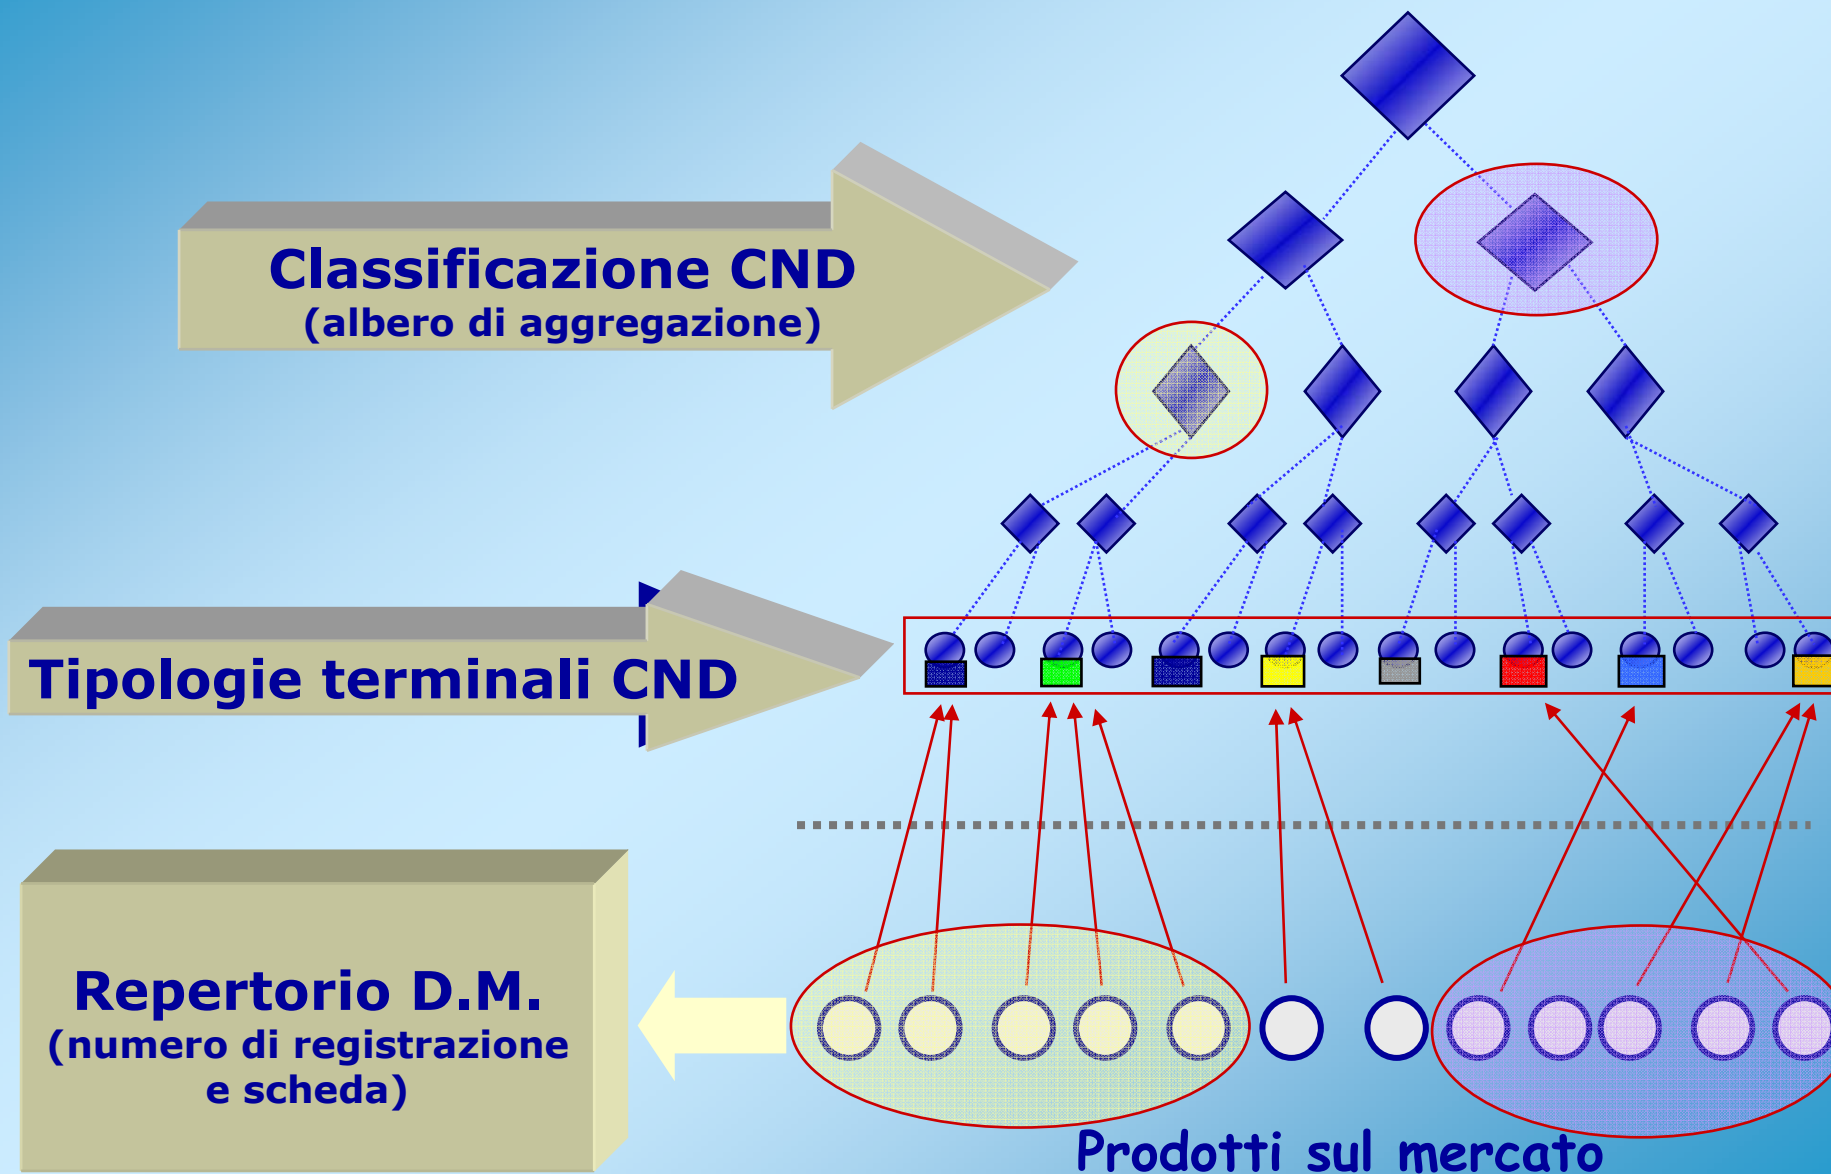 Classificazione CND
(albero di aggregazione)
Tipologie terminali CND
Repertorio D.M.
(numero di registrazione
e scheda)
Prodotti sul mercato